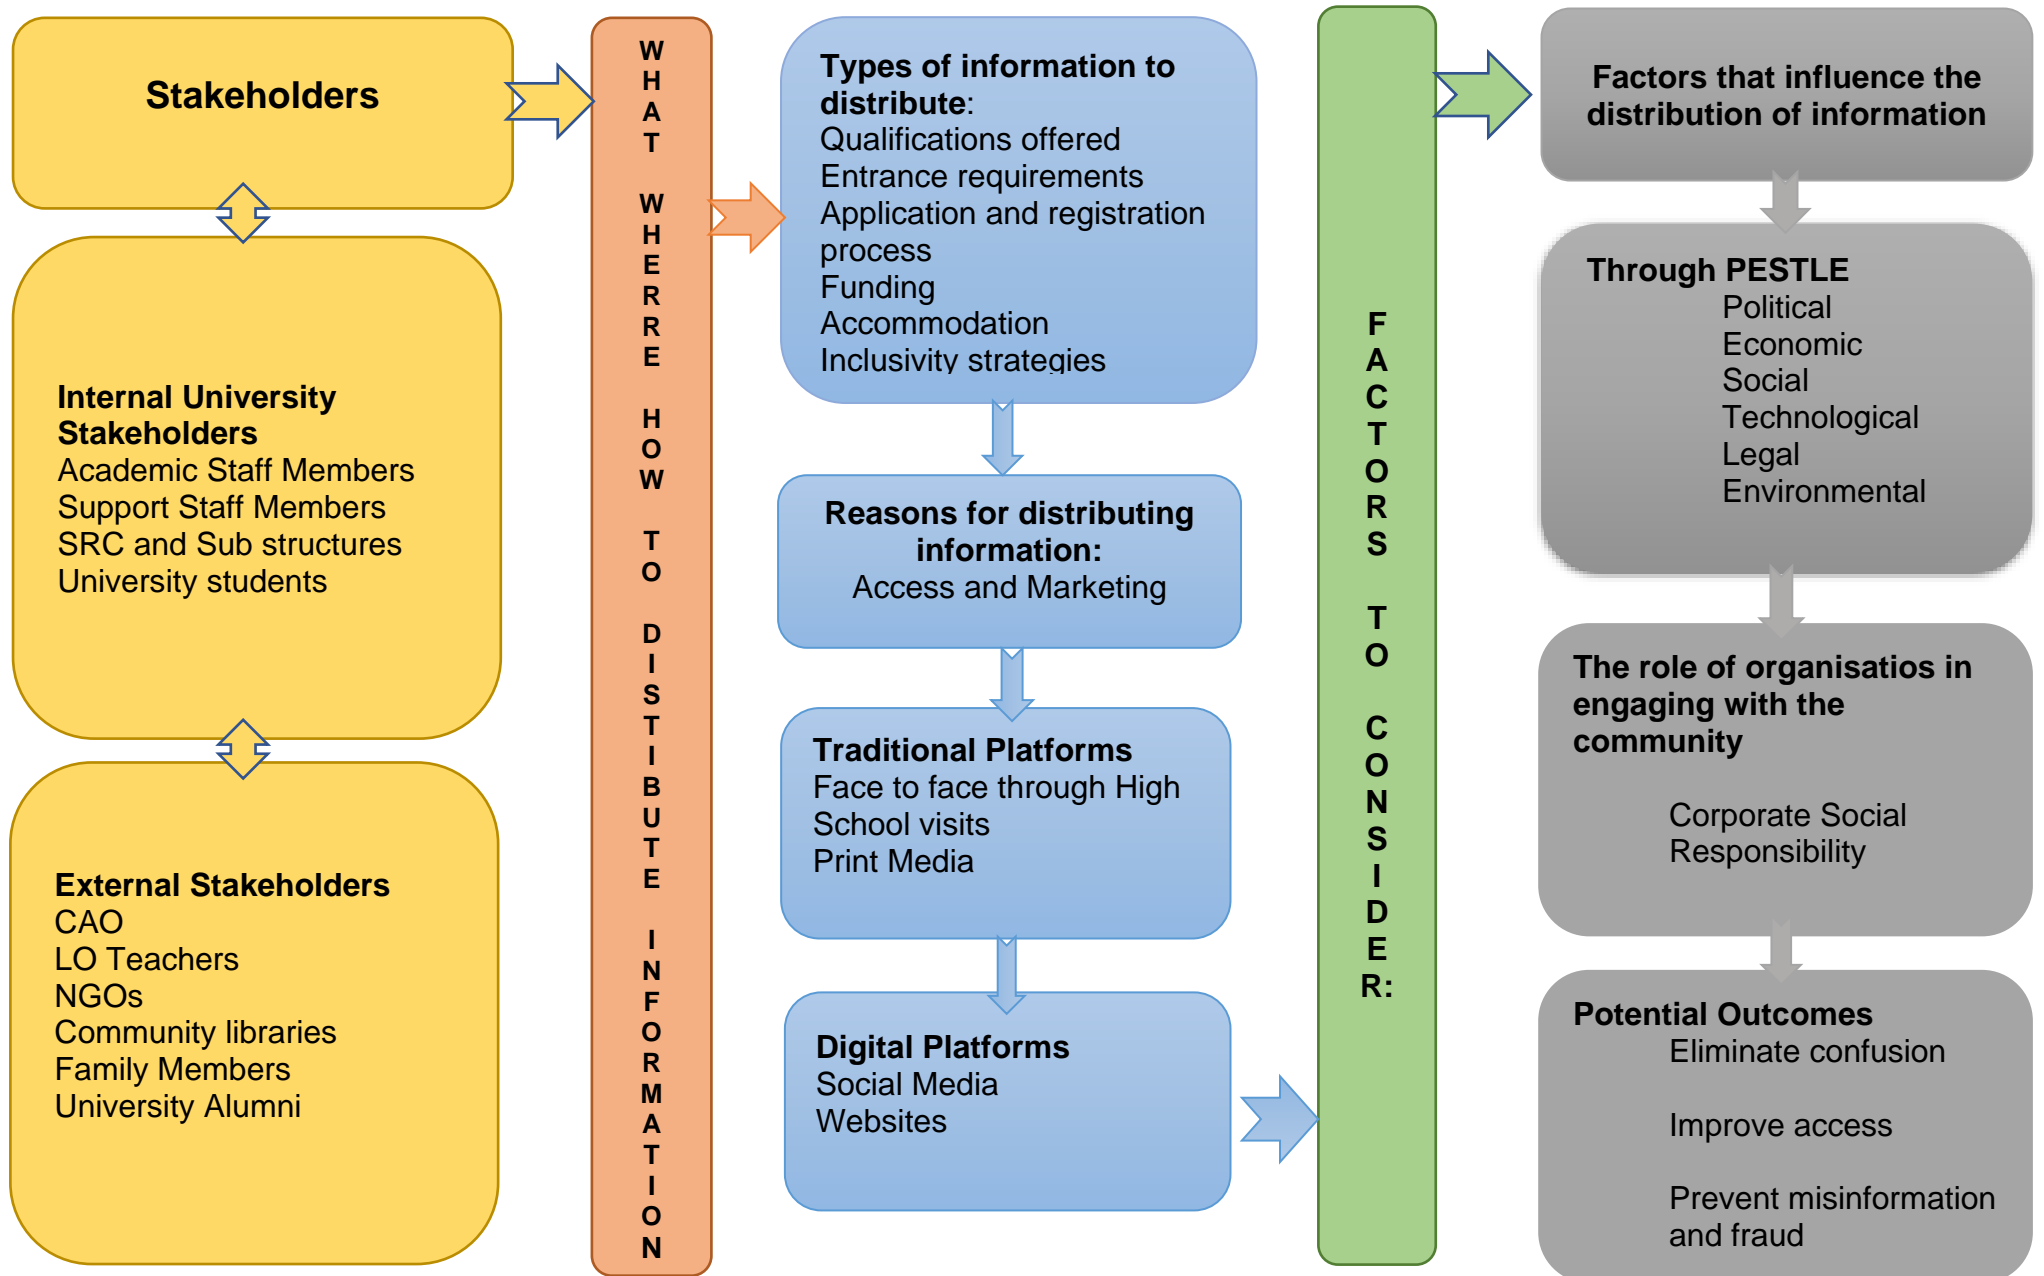 Stakeholders
Internal University
Stakeholders
Academic Staff Members
Support Staff Members
SRC and Sub structures
University students
External Stakeholders
CAO
LO Teachers
NGOs
Community libraries
Family Members
University Alumni
WHAT WHERRE HOW TO DISTIBUTE INFORMATION
Types of information to
distribute:
Qualifications offered
Entrance requirements
Application and registration
process
Funding
Accommodation
Inclusivity strategies
Reasons for distributing
information:
Access and Marketing
Traditional Platforms
Face to face through High
School visits
Print Media
Digital Platforms
Social Media
Websites
FACTORS TO CONSIDER:
Factors that influence the
distribution of information
Through PESTLE
Political
Economic
Social
Technological
Legal
Environmental
The role of organisatios in
engaging with the
community
Corporate Social
Responsibility
Potential Outcomes
Eliminate confusion
Improve access
Prevent misinformation
and fraud